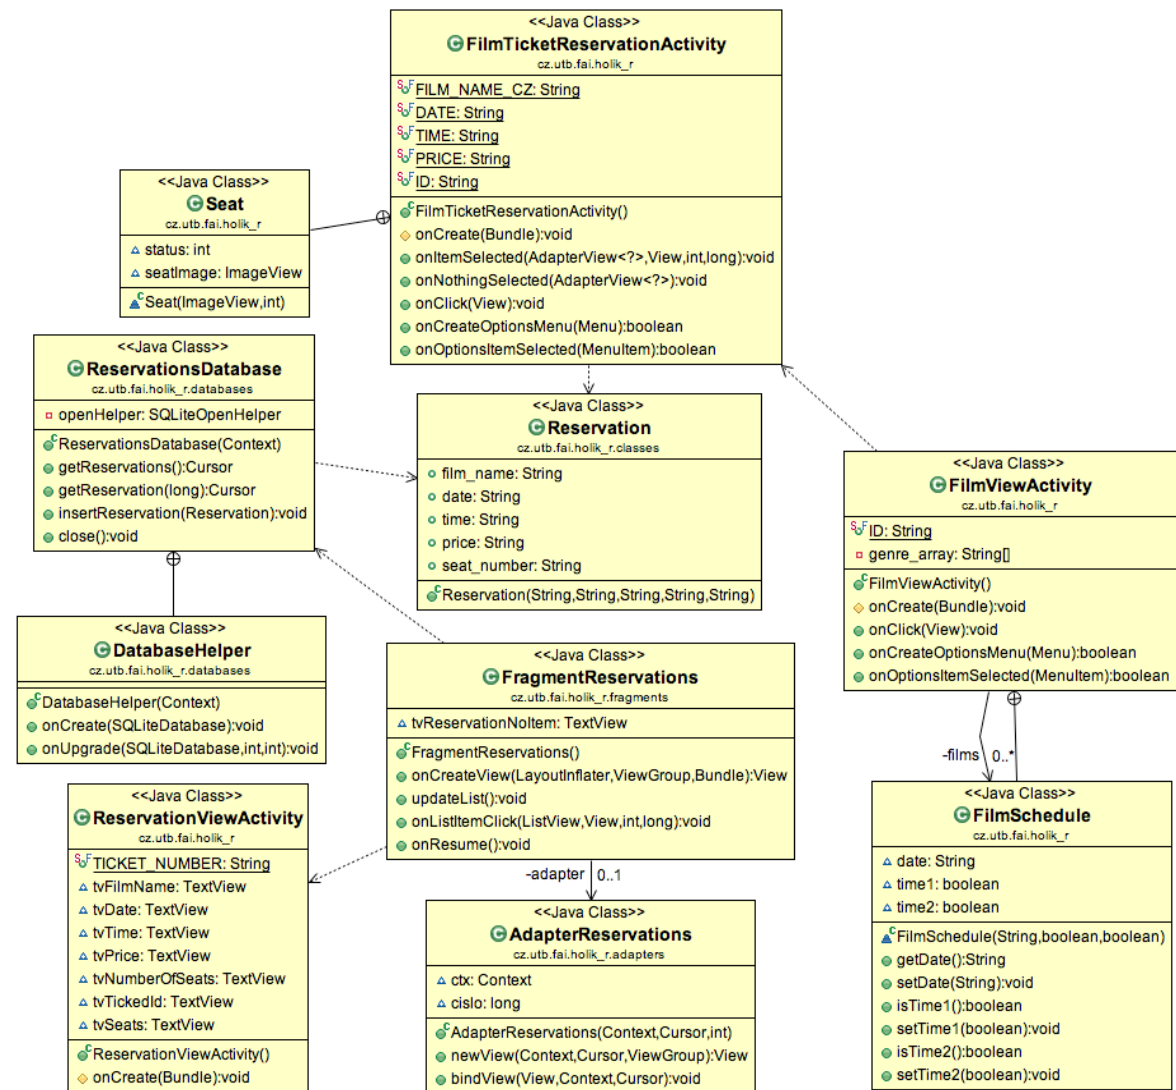 <<Java Class>>
FilmTicketReservationActivity
cz.utb.fai.holik_r
FILM_NAME_CZ: String
DATE: String
TIME: String
PRICE: String
ID: String
FilmTicketReservationActivity()
onCreate(Bundle):void
onItemSelected(AdapterView<?>,View,int,long):void
onNothingSelected(AdapterView<?>):void
onClick(View):void
onCreateOptionsMenu(Menu):boolean
onOptionsItemSelected(MenuItem):boolean
<<Java Class>>
Seat
cz.utb.fai.holik_r
status: int
seatImage: ImageView
Seat(ImageView,int)
<<Java Class>>
ReservationsDatabase
cz.utb.fai.holik_r.databases
openHelper: SQLiteOpenHelper
ReservationsDatabase(Context)
getReservations():Cursor
getReservation(long):Cursor
insertReservation(Reservation):void
close():void
<<Java Class>>
Reservation
cz.utb.fai.holik_r.classes
film_name: String
date: String
time: String
price: String
seat_number: String
Reservation(String,String,String,String,String)
<<Java Class>>
FilmViewActivity
cz.utb.fai.holik_r
ID: String
genre_array: String[]
FilmViewActivity()
onCreate(Bundle):void
onClick(View):void
onCreateOptionsMenu(Menu):boolean
onOptionsItemSelected(MenuItem):boolean
<<Java Class>>
DatabaseHelper
cz.utb.fai.holik_r.databases
DatabaseHelper(Context)
onCreate(SQLiteDatabase):void
onUpgrade(SQLiteDatabase,int,int):void
<<Java Class>>
FragmentReservations
cz.utb.fai.holik_r.fragments
tvReservationNoItem: TextView
FragmentReservations()
onCreateView(LayoutInflater,ViewGroup,Bundle):View
updateList():void
onListItemClick(ListView,View,int,long):void
onResume():void
-films 0..*
<<Java Class>>
ReservationViewActivity
cz.utb.fai.holik_r
TICKET_NUMBER: String
tvFilmName: TextView
tvDate: TextView
tvTime: TextView
tvPrice: TextView
tvNumberOfSeats: TextView
tvTickedId: TextView
tvSeats: TextView
ReservationViewActivity()
onCreate(Bundle):void
-adapter 0..1
<<Java Class>>
AdapterReservations
cz.utb.fai.holik_r.adapters
ctx: Context
cislo: long
AdapterReservations(Context,Cursor,int)
newView(Context,Cursor,ViewGroup):View
bindView(View,Context,Cursor):void
<<Java Class>>
FilmSchedule
cz.utb.fai.holik_r
date: String
time1: boolean
time2: boolean
FilmSchedule(String,boolean,boolean)
getDate():String
setDate(String):void
isTime1():boolean
setTime1(boolean):void
isTime2():boolean
setTime2(boolean):void